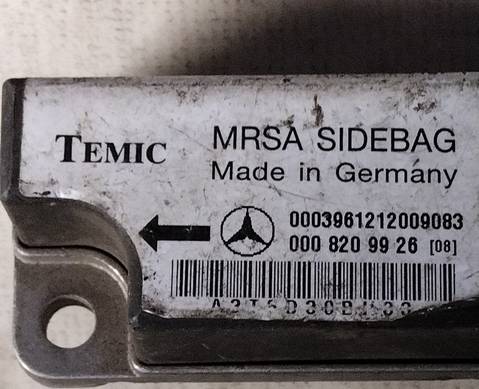 TEMIC MRSA SIDEBAG
Made in Germany
0003961212009083
000 820 99 26 [08]